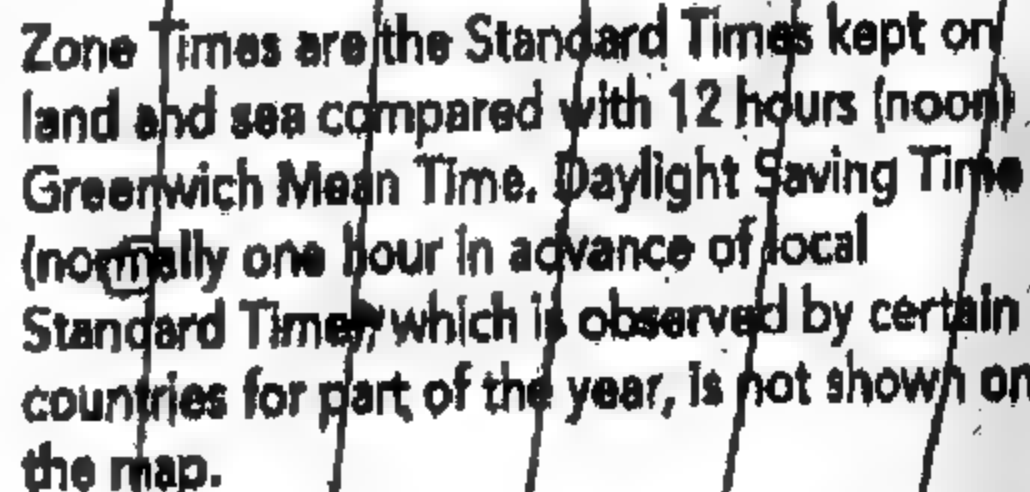 Zone Times are the Standard Times kept on
land and sea compared with 12 hours (noon)
Greenwich Mean Time. Daylight Saving Time
(normally one hour in advance of local
Standard Time), which is observed by certain
countries for part of the year, is not shown on
the map.